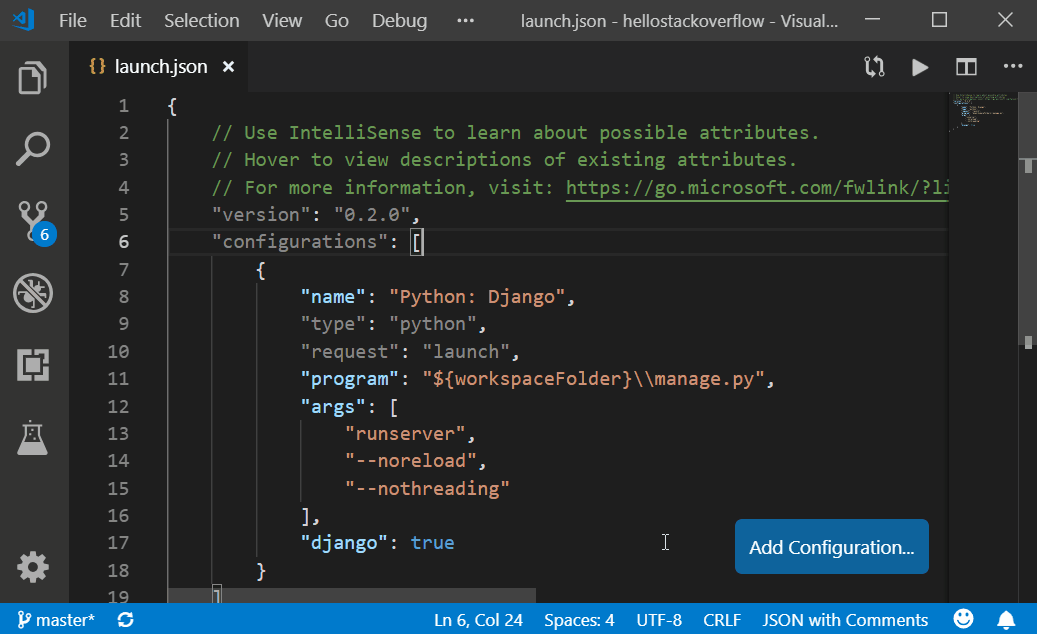 File Edit Selection View Go Debug ··· launch.json - hellostackoverflow - Visual...
{} launch.json ×
1 {
2 // Use IntelliSense to learn about possible attributes.
3 // Hover to view descriptions of existing attributes.
4 // For more information, visit: https://go.microsoft.com/fwlink/?li
5 "version": "0.2.0",
6 "configurations": [
7 {
8 "name": "Python: Django",
9 "type": "python",
10 "request": "launch",
11 "program": "${workspaceFolder}\\manage.py",
12 "args": [
13 "runserver",
14 "--noreload",
15 "--nothreading"
16 ],
17 "django": true
18 }
19 ]
6
Add Configuration...
master* Ln 6, Col 24 Spaces: 4 UTF-8 CRLF JSON with Comments